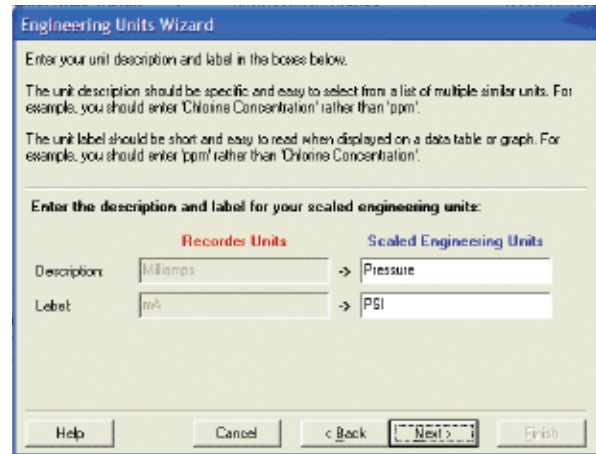 Engineering Units Wizard
Enter your unit description and label in the boxes below.
The unit description should be specific and easy to select from a list of multiple similar units. For
example, you should enter 'Chlorine Concentration' rather than 'ppm'.
The unit label should be short and easy to read when displayed on a data table or graph. For
example, you should enter 'ppm' rather than 'Chlorine Concentration'.
Enter the description and label for your scaled engineering units:
Recorder Units Scaled Engineering Units
Description: Milliamps -> Pressure
Label: mA -> PSI
Help Cancel < Back Next > Finish